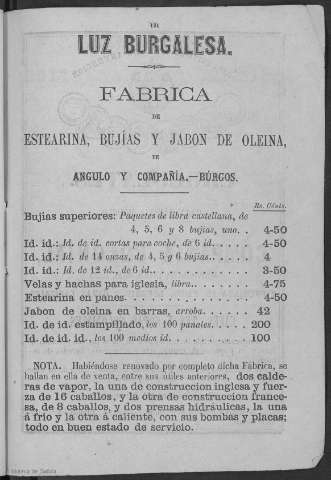 LA
LUZ BURGALESA.
FABRICA
DE
ESTEARINA, BUJÍAS Y JABON DE OLEINA,
DE
ANGULO Y COMPAÑÍA.—BÚRGOS.
Rs. Cénts.
Bujías superiores: Paquetes de libra castellana, de
4, 5, 6 y 8 bujías, uno. . 4-50
Id. id.: Id. de id. cortas para coche, de 6 id. . . . 4-50
Id. id.: Id. de 14 onzas, de 4, 5 y 6 bujías. . . . 4
Id. id.: Id. de 12 id., de 6 id. . . . 3-50
Velas y hachas para iglesia, libra. . . . 4-75
Estearina en panes. . . . 4-50
Jabon de oleina en barras, arroba. . . . 42
Id. de id. estampillado, los 100 panales. . . . 200
Id. de id. id., los 100 medios id. . . . 100
NOTA. Habiéndose renovado por completo dicha Fábrica, se
hallan en ella de venta, entre sus útiles anteriores, dos calde-
ras de vapor, la una de construccion inglesa y fuer-
za de 16 caballos, y la otra de construccion france-
sa, de 8 caballos, y dos prensas hidráulicas, la una
á frio y la otra á caliente, con sus bombas y placas;
todo en buen estado de servicio.